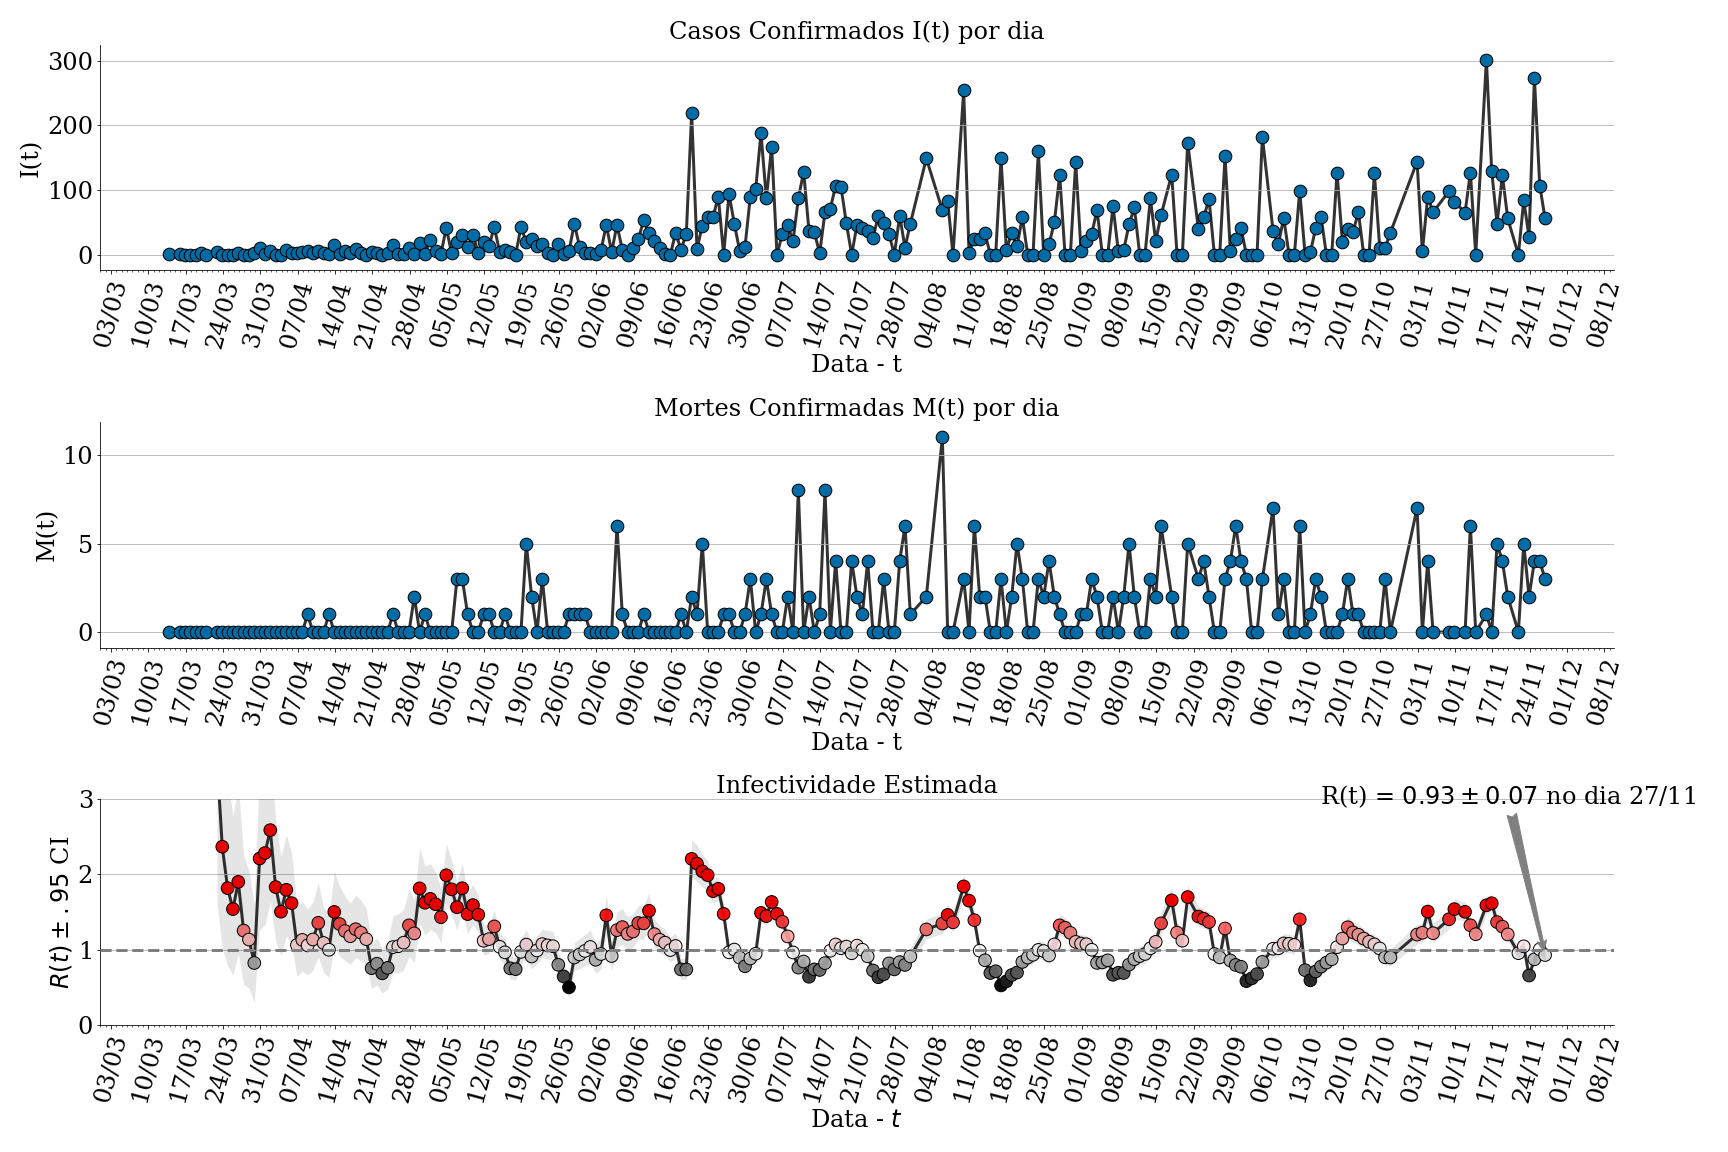 Casos Confirmados I(t) por dia
300
200
100
0
I(t)
03/03 10/03 17/03 24/03 31/03 07/04 14/04 21/04 28/04 05/05 12/05 19/05 26/05 02/06 09/06 16/06 23/06 30/06 07/07 14/07 21/07 28/07 04/08 11/08 18/08 25/08 01/09 08/09 15/09 22/09 29/09 06/10 13/10 20/10 27/10 03/11 10/11 17/11 24/11 01/12 08/12
Data - t
Mortes Confirmadas M(t) por dia
10
5
0
M(t)
03/03 10/03 17/03 24/03 31/03 07/04 14/04 21/04 28/04 05/05 12/05 19/05 26/05 02/06 09/06 16/06 23/06 30/06 07/07 14/07 21/07 28/07 04/08 11/08 18/08 25/08 01/09 08/09 15/09 22/09 29/09 06/10 13/10 20/10 27/10 03/11 10/11 17/11 24/11 01/12 08/12
Data - t
Infectividade Estimada
R(t) = 0.93 ± 0.07 no dia 27/11
3
2
1
0
R(t) ± .95 CI
03/03 10/03 17/03 24/03 31/03 07/04 14/04 21/04 28/04 05/05 12/05 19/05 26/05 02/06 09/06 16/06 23/06 30/06 07/07 14/07 21/07 28/07 04/08 11/08 18/08 25/08 01/09 08/09 15/09 22/09 29/09 06/10 13/10 20/10 27/10 03/11 10/11 17/11 24/11 01/12 08/12
Data - t